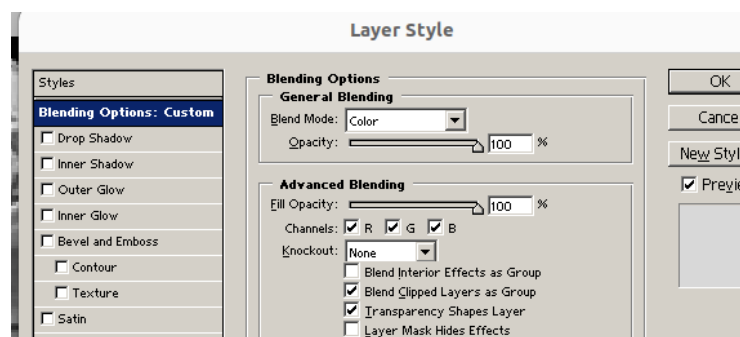 Layer Style
Styles
Blending Options: Custom
Drop Shadow
Inner Shadow
Outer Glow
Inner Glow
Bevel and Emboss
Contour
Texture
Satin
Blending Options
General Blending
Blend Mode: Color
Opacity: 100 %
Advanced Blending
Fill Opacity: 100 %
Channels: R G B
Knockout: None
Blend Interior Effects as Group
Blend Clipped Layers as Group
Transparency Shapes Layer
Layer Mask Hides Effects
OK
Cance
New Styl
Previe